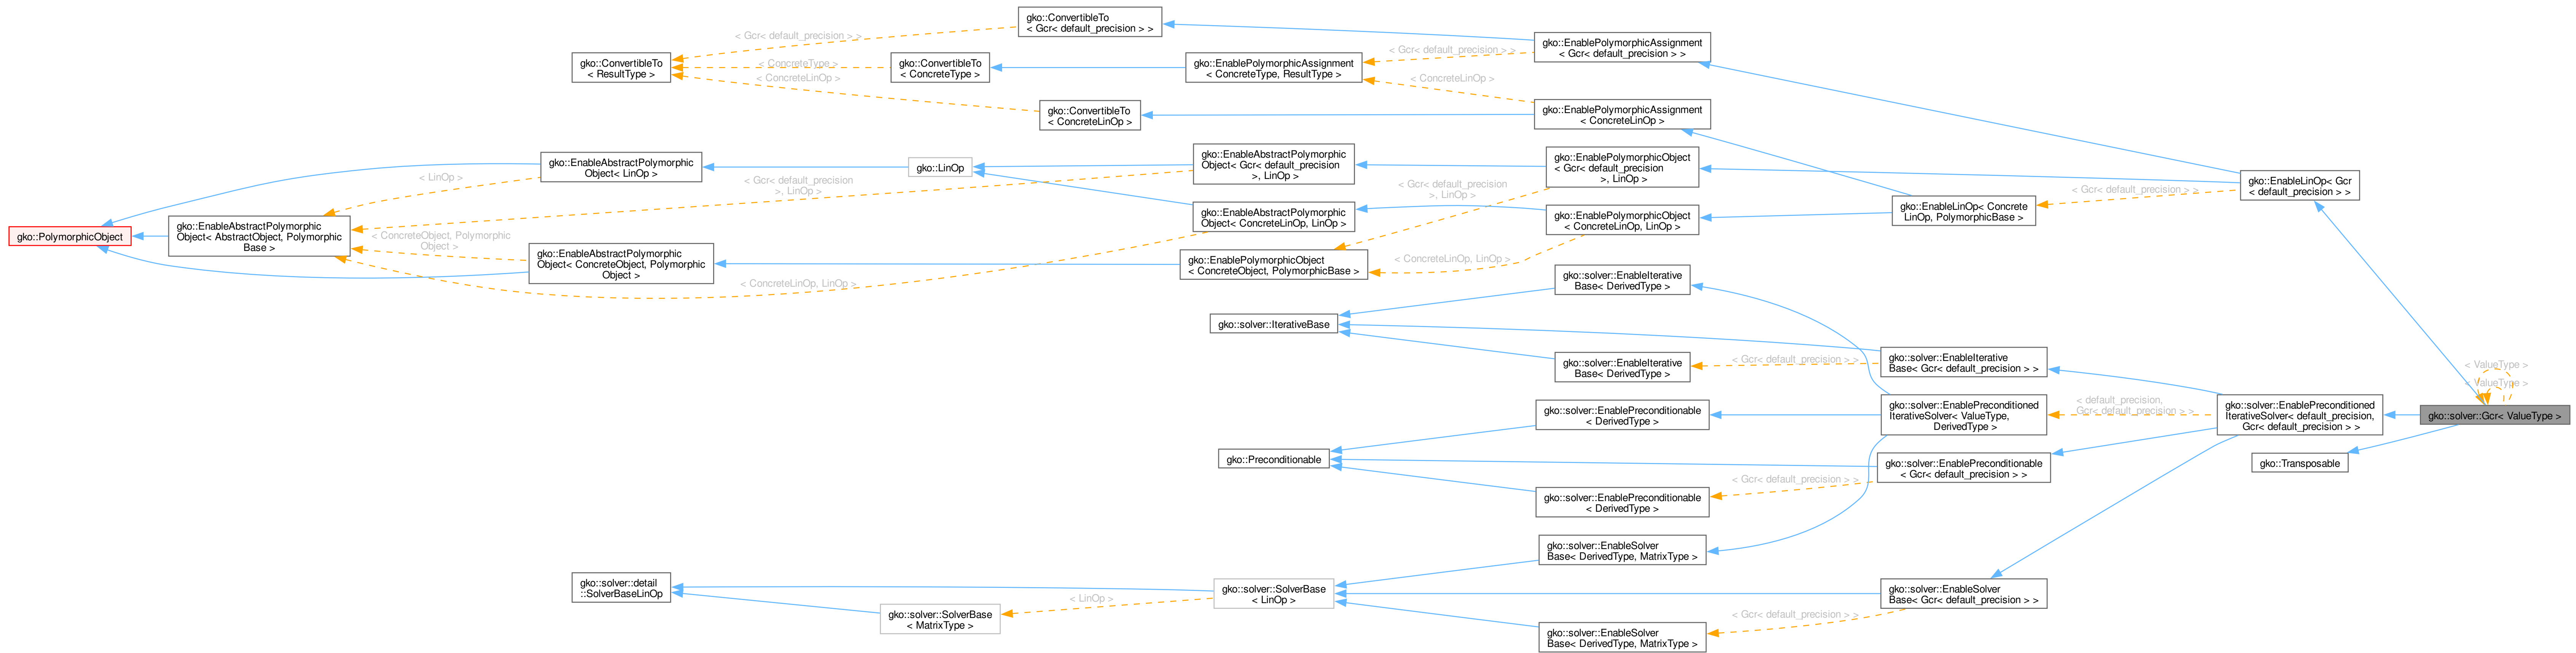 gko::ConvertibleTo
< Gcr< default_precision > >
< Gcr< default_precision > >
gko::EnablePolymorphicAssignment
< Gcr< default_precision > >
gko::ConvertibleTo
< ResultType >
< ConcreteType >
gko::ConvertibleTo
< ConcreteType >
gko::EnablePolymorphicAssignment
< ConcreteType, ResultType >
< Gcr< default_precision > >
< ConcreteLinOp >
< ConcreteLinOp >
gko::ConvertibleTo
< ConcreteLinOp >
gko::EnablePolymorphicAssignment
< ConcreteLinOp >
gko::EnableAbstractPolymorphic
Object< LinOp >
gko::LinOp
gko::EnableAbstractPolymorphic
Object< Gcr< default_precision
>, LinOp >
gko::EnablePolymorphicObject
< Gcr< default_precision
>, LinOp >
< LinOp >
< Gcr< default_precision
>, LinOp >
< Gcr< default_precision
>, LinOp >
gko::EnableLinOp< Gcr
< default_precision > >
< Gcr< default_precision > >
gko::EnableLinOp< Concrete
LinOp, PolymorphicBase >
gko::EnableAbstractPolymorphic
Object< ConcreteLinOp, LinOp >
gko::EnablePolymorphicObject
< ConcreteLinOp, LinOp >
gko::PolymorphicObject
gko::EnableAbstractPolymorphic
Object< AbstractObject, Polymorphic
Base >
< ConcreteObject, Polymorphic
Object >
gko::EnableAbstractPolymorphic
Object< ConcreteObject, Polymorphic
Object >
gko::EnablePolymorphicObject
< ConcreteObject, PolymorphicBase >
< ConcreteLinOp, LinOp >
< ConcreteLinOp, LinOp >
gko::solver::EnableIterative
Base< DerivedType >
gko::solver::IterativeBase
gko::solver::EnableIterative
Base< DerivedType >
< Gcr< default_precision > >
gko::solver::EnableIterative
Base< Gcr< default_precision > >
< ValueType >
< ValueType >
gko::solver::EnablePreconditionable
< DerivedType >
gko::solver::EnablePreconditioned
IterativeSolver< ValueType,
DerivedType >
< default_precision,
Gcr< default_precision > >
gko::solver::EnablePreconditioned
IterativeSolver< default_precision,
Gcr< default_precision > >
gko::solver::Gcr< ValueType >
gko::Preconditionable
gko::solver::EnablePreconditionable
< Gcr< default_precision > >
gko::Transposable
< Gcr< default_precision > >
gko::solver::EnablePreconditionable
< DerivedType >
gko::solver::EnableSolver
Base< DerivedType, MatrixType >
gko::solver::detail
::SolverBaseLinOp
gko::solver::SolverBase
< MatrixType >
< LinOp >
gko::solver::SolverBase
< LinOp >
gko::solver::EnableSolver
Base< Gcr< default_precision > >
< Gcr< default_precision > >
gko::solver::EnableSolver
Base< DerivedType, MatrixType >